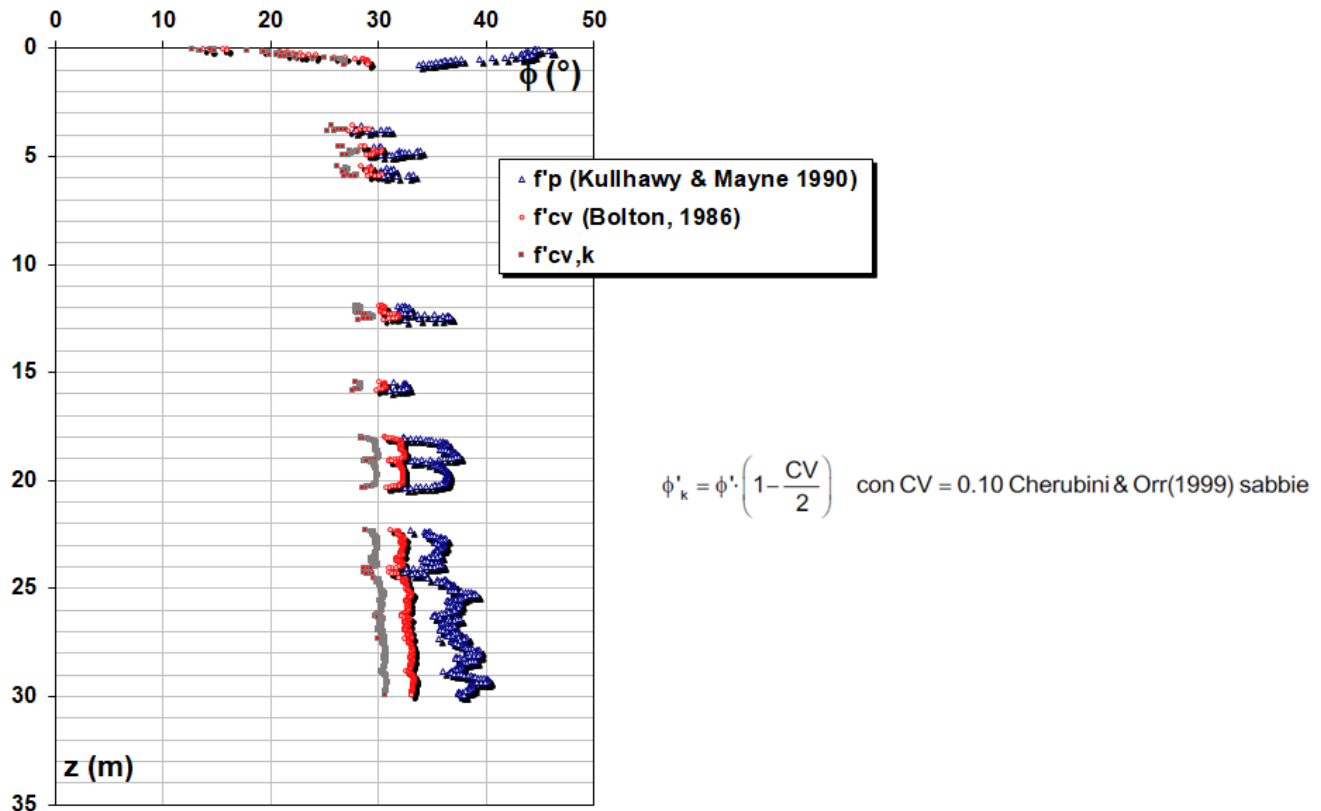 0 10 20 30 40 50
0
ϕ (°)
5
f'p (Kullhawy & Mayne 1990)
f'cv (Bolton, 1986)
f'cv,k
10
15
20
ϕ'k = ϕ'·(1−CV/2) con CV = 0.10 Cherubini & Orr(1999) sabbie
25
30
z (m)
35